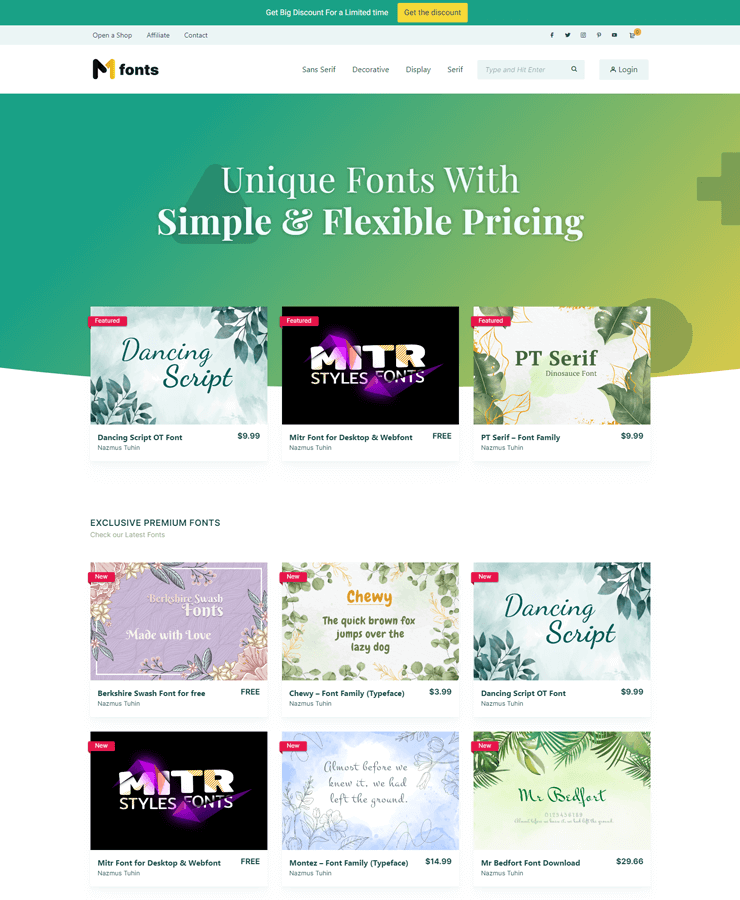 Get Big Discount For a Limited time Get the discount
Open a Shop Affiliate Contact
M fonts Sans Serif Decorative Display Serif Type and Hit Enter Login
Unique Fonts With
Simple & Flexible Pricing
Featured Featured Featured
Dancing
Script
MITR
STYLES FONTS
PT Serif
Dinosauce Font
Dancing Script OT Font $9.99
Nazmus Tuhin
Mitr Font for Desktop & Webfont FREE
Nazmus Tuhin
PT Serif – Font Family $9.99
Nazmus Tuhin
EXCLUSIVE PREMIUM FONTS
Check our Latest Fonts
New New New
Berkshire Swash
Fonts
Made with Love
Chewy
The quick brown fox
jumps over the
lazy dog
Dancing
Script
Berkshire Swash Font for free FREE
Nazmus Tuhin
Chewy – Font Family (Typeface) $3.99
Nazmus Tuhin
Dancing Script OT Font $9.99
Nazmus Tuhin
New New New
MITR
STYLES FONTS
Almost before we
knew it, we had
left the ground.
Mr Bedfort
0123456789
Almost before we knew it, we had left the ground.
Mitr Font for Desktop & Webfont FREE
Nazmus Tuhin
Montez – Font Family (Typeface) $14.99
Nazmus Tuhin
Mr Bedfort Font Download $29.66
Nazmus Tuhin